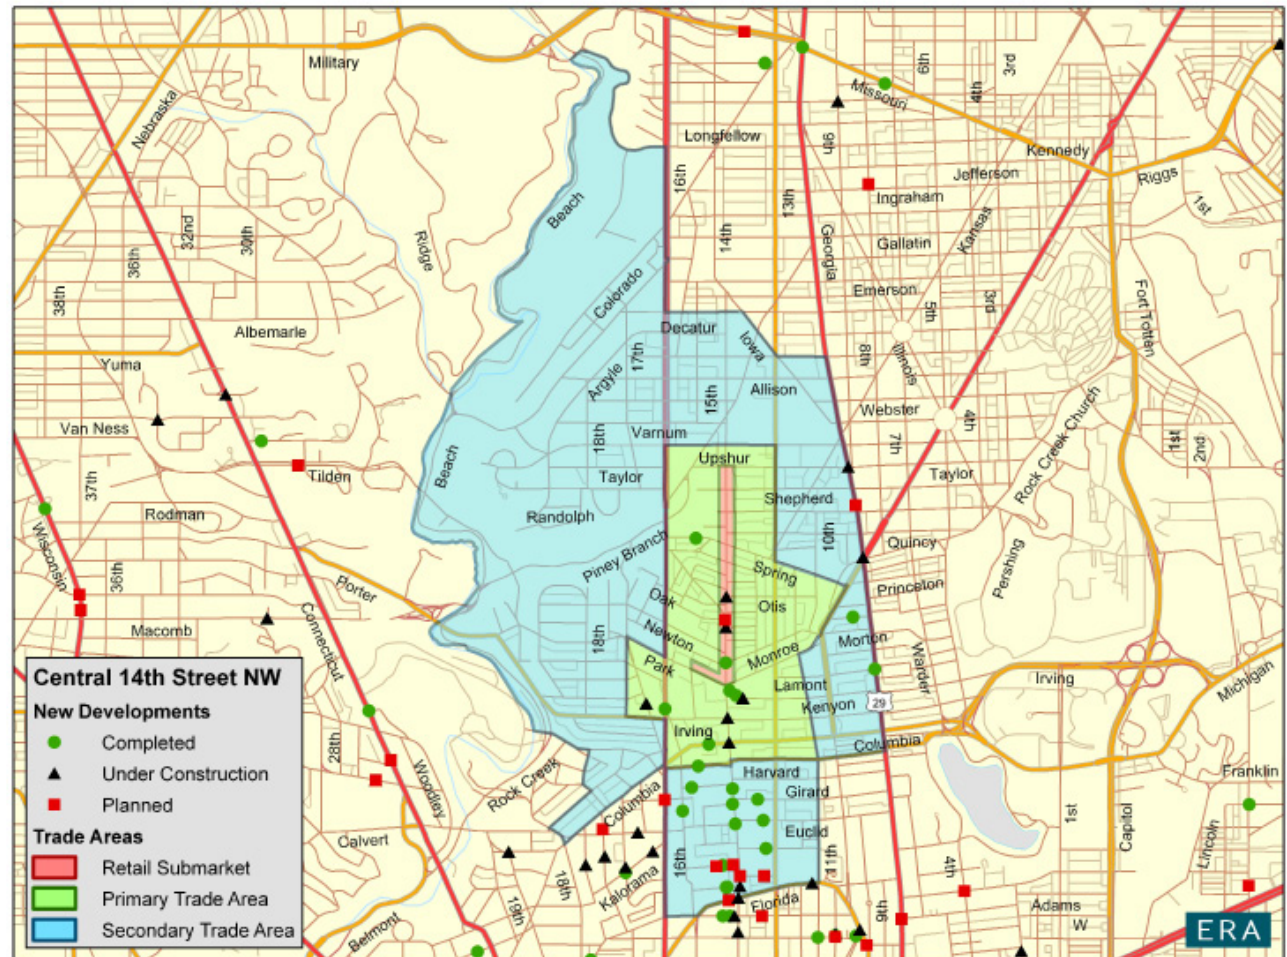 Military
Nebraska
32nd
30th
36th
38th
Ridge
Albemarle
Yuma
Van Ness
37th
Tilden
Rodman
Wisconsin
36th
Porter
Macomb
Connecticut
28th
Woodley
Calvert
Belmont
Beach
Colorado
Argyle
17th
Beach
18th
Varnum
Taylor
Randolph
Piney Branch
Oak
Newton
18th
Park
Irving
Rock Creek
Columbia
18th
19th
Kalorama
16th
Longfellow
16th
14th
13th
Decatur
Iowa
15th
Allison
Upshur
Shepherd
10th
Spring
Otis
Monroe
Lamont
Kenyon
Morton
Harvard
Girard
Euclid
11th
Florida
Missouri
9th
6th
4th
3rd
Kennedy
Jefferson
Ingraham
Riggs
1st
Georgia
Gallatin
Kansas
Emerson
5th
3rd
Illinois
8th
Webster
4th
7th
Taylor
Fort Totten
Rock Creek Church
1st
2nd
Quincy
Princeton
Pershing
Warder
29
Columbia
Irving
Michigan
Franklin
1st
Capitol
Lincoln
4th
9th
Adams
W
Central 14th Street NW
New Developments
Completed
Under Construction
Planned
Trade Areas
Retail Submarket
Primary Trade Area
Secondary Trade Area
ERA